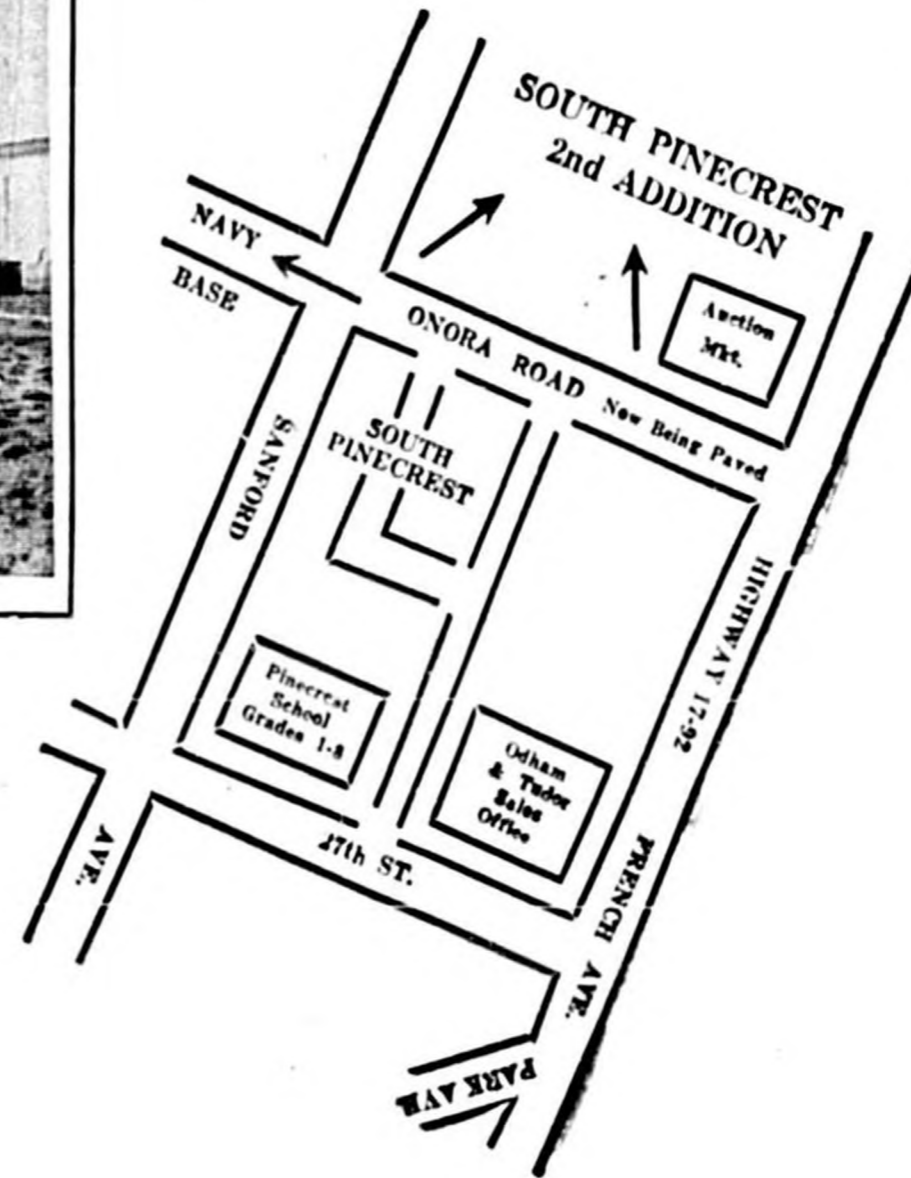 SOUTH PINECREST
2nd ADDITION
NAVY
BASE
Auction
Mkt.
ONORA ROAD Now Being Paved
SANFORD
SOUTH
PINECREST
HIGHWAY 17-92
Pinecrest
School
Grades 1-8
Odham
& Tudor
Sales
Office
27th ST.
AVE.
FRENCH AVE.
PARK AVE